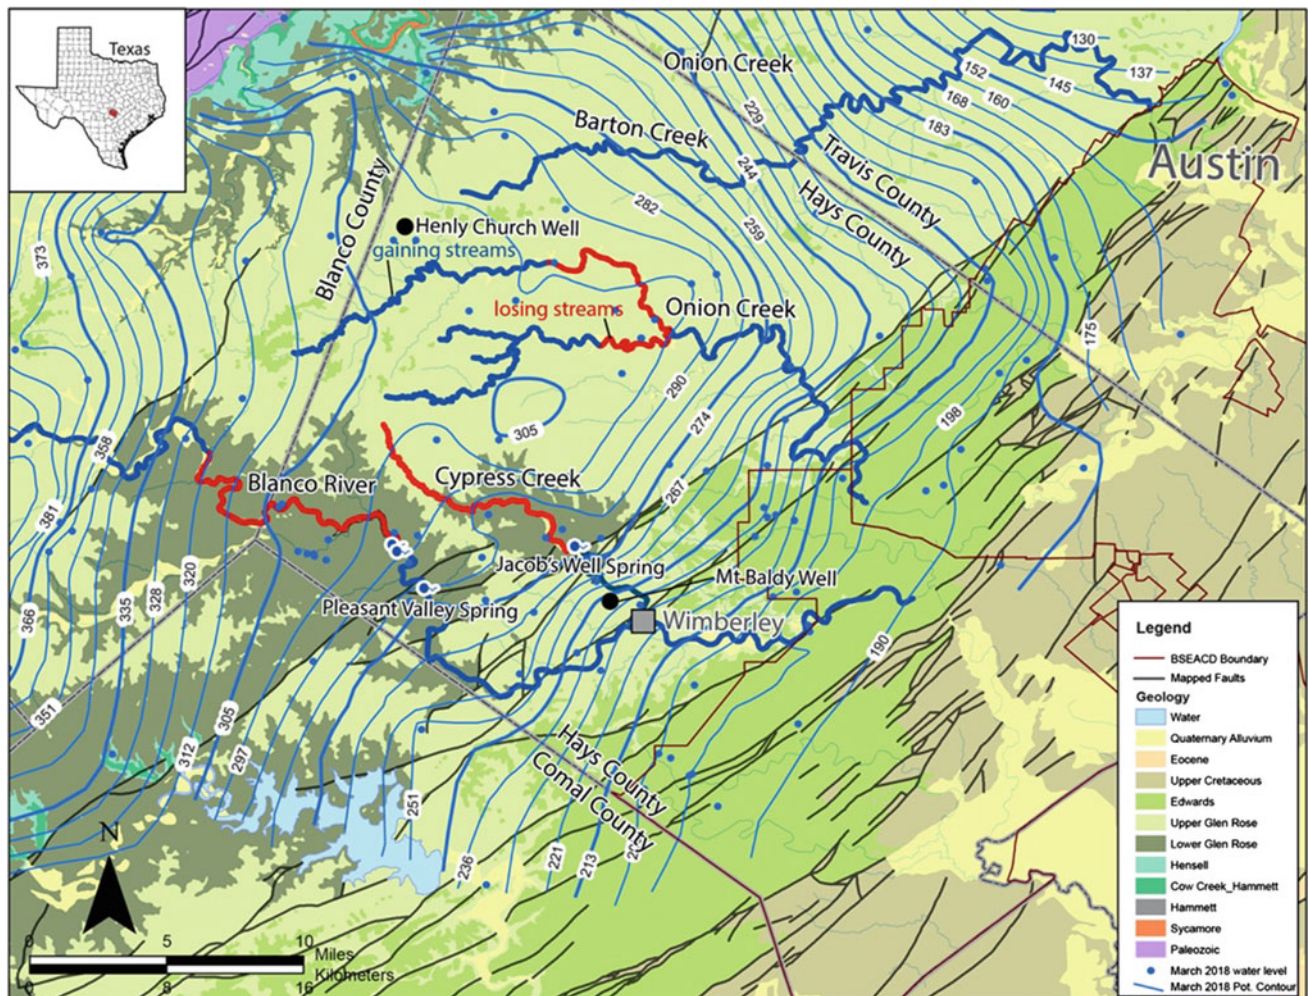 Texas
Onion Creek
130
152
137
145
160
168
183
229
Barton Creek
Travis County
Austin
244
Hays County
282
259
Blanco County
Henly Church Well
gaining streams
373
losing streams
Onion Creek
175
290
274
305
198
358
Blanco River
Cypress Creek
267
381
Jacob's Well Spring
Mt Baldy Well
320
328
335
366
Pleasant Valley Spring
Wimberley
190
351
305
312
297
Hays County
Comal County
251
236
221
213
N
0 5 10
Miles
Kilometers
0 8 16
Legend
BSEACD Boundary
Mapped Faults
Geology
Water
Quaternary Alluvium
Eocene
Upper Cretaceous
Edwards
Upper Glen Rose
Lower Glen Rose
Hensell
Cow Creek_Hammett
Hammett
Sycamore
Paleozoic
March 2018 water level
March 2018 Pot. Contour